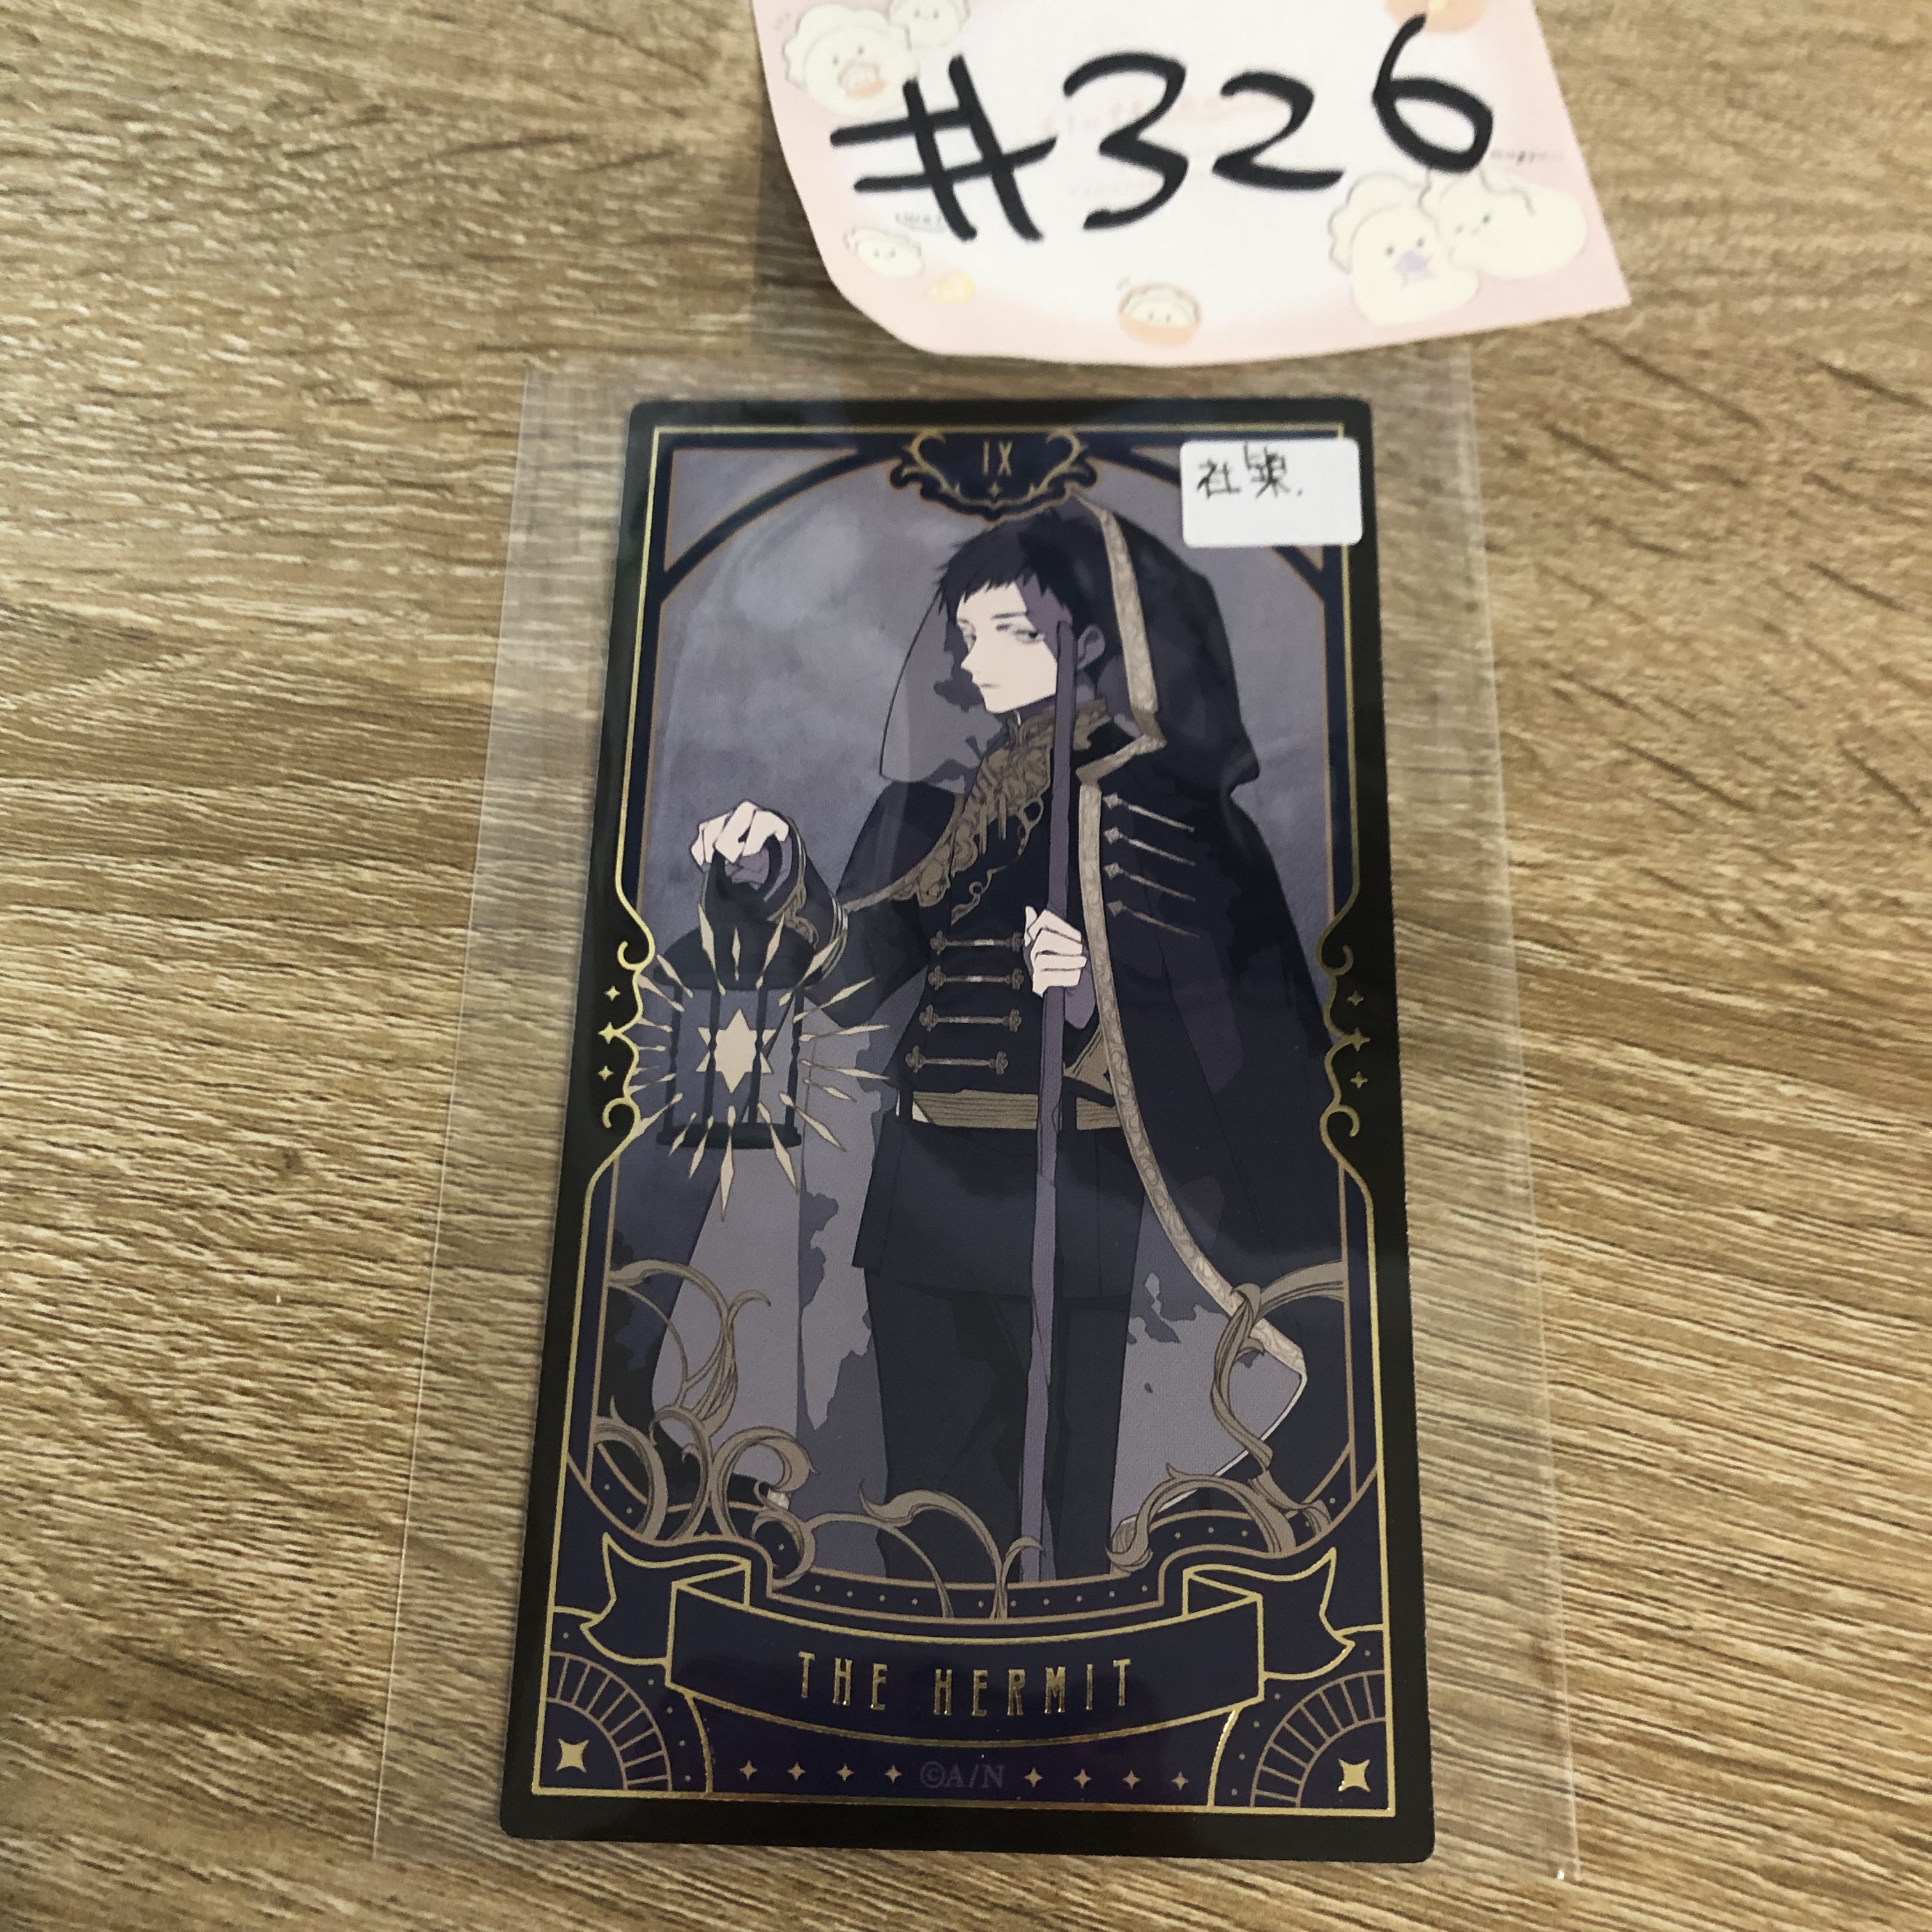 #326
IX
社築.
THE HERMIT
©A/N